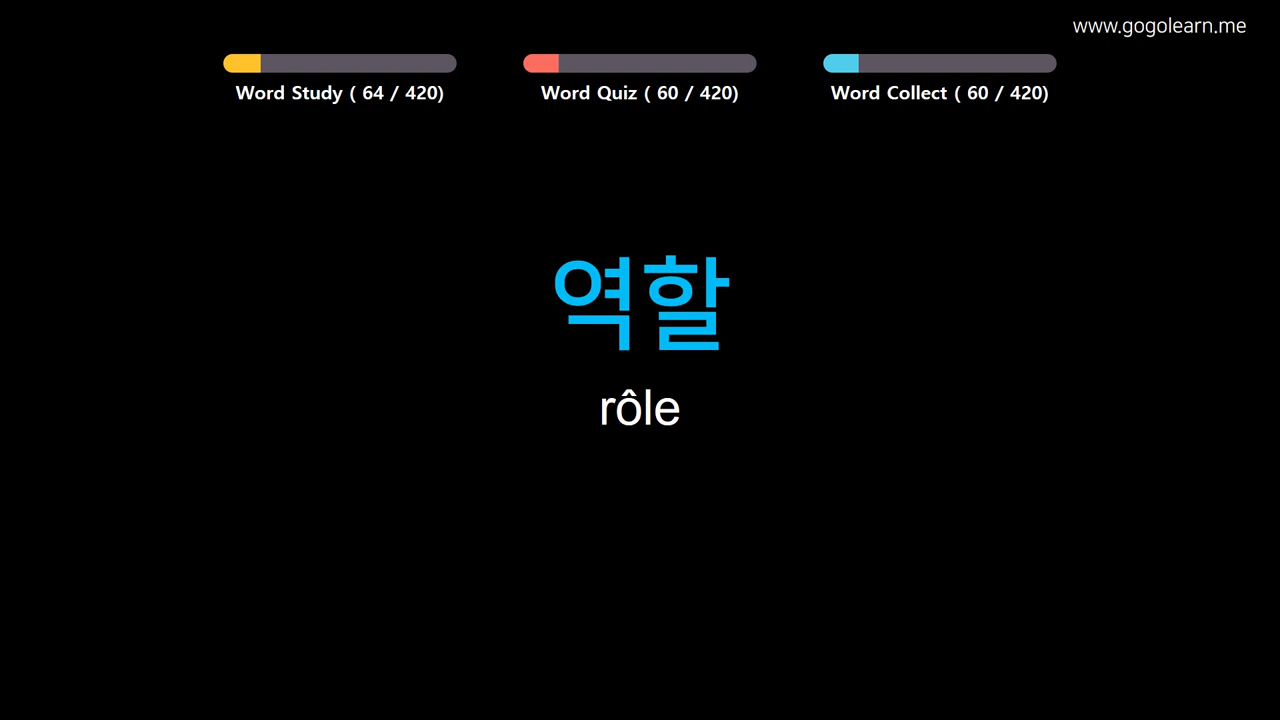 www.gogolearn.me
Word Study ( 64 / 420)
Word Quiz ( 60 / 420)
Word Collect ( 60 / 420)
역할
rôle